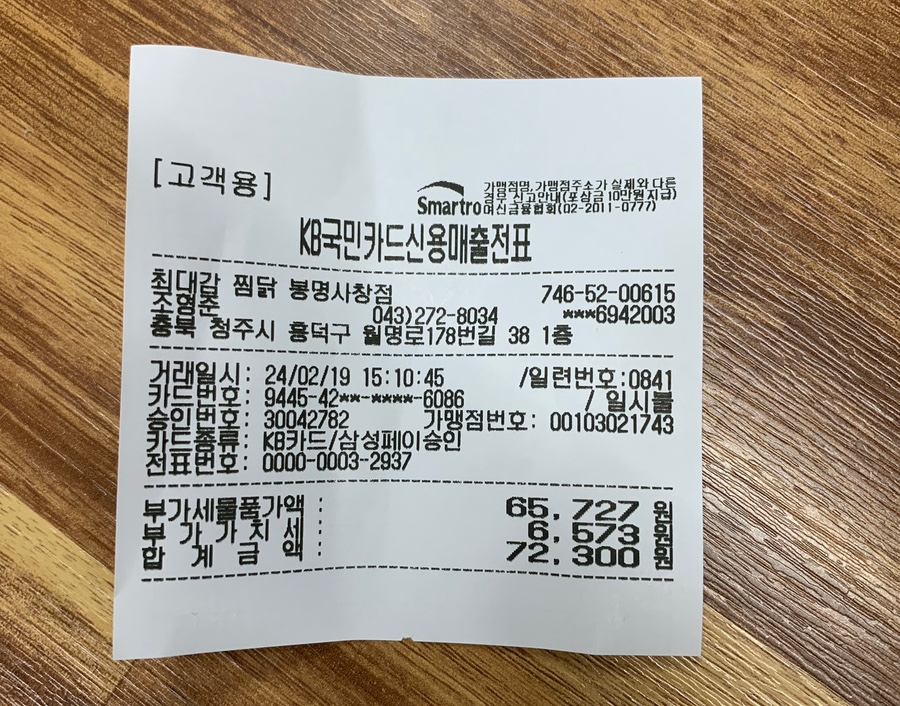 [고객용]
Smartro
가맹점명, 가맹점주소가 실제와 다른
경우 신고안내(포상금 10만원 지급)
여신금융협회(02-2011-0777)
KB국민카드신용매출전표
최대감 찜닭 봉명사창점 746-52-00615
조형준 043)272-8034 ***6942003
충북 청주시 흥덕구 월명로178번길 38 1층
거래일시: 24/02/19 15:10:45 /일련번호:0841
카드번호: 9445-42**-****-6086 / 일시불
승인번호: 30042782 가맹점번호: 00103021743
카드종류: KB카드/삼성페이승인
전표번호: 0000-0003-2937
부가세물품가액 : 65,727 원
부 가 가 치 세 : 6,573 원
합 계 금 액 : 72,300 원